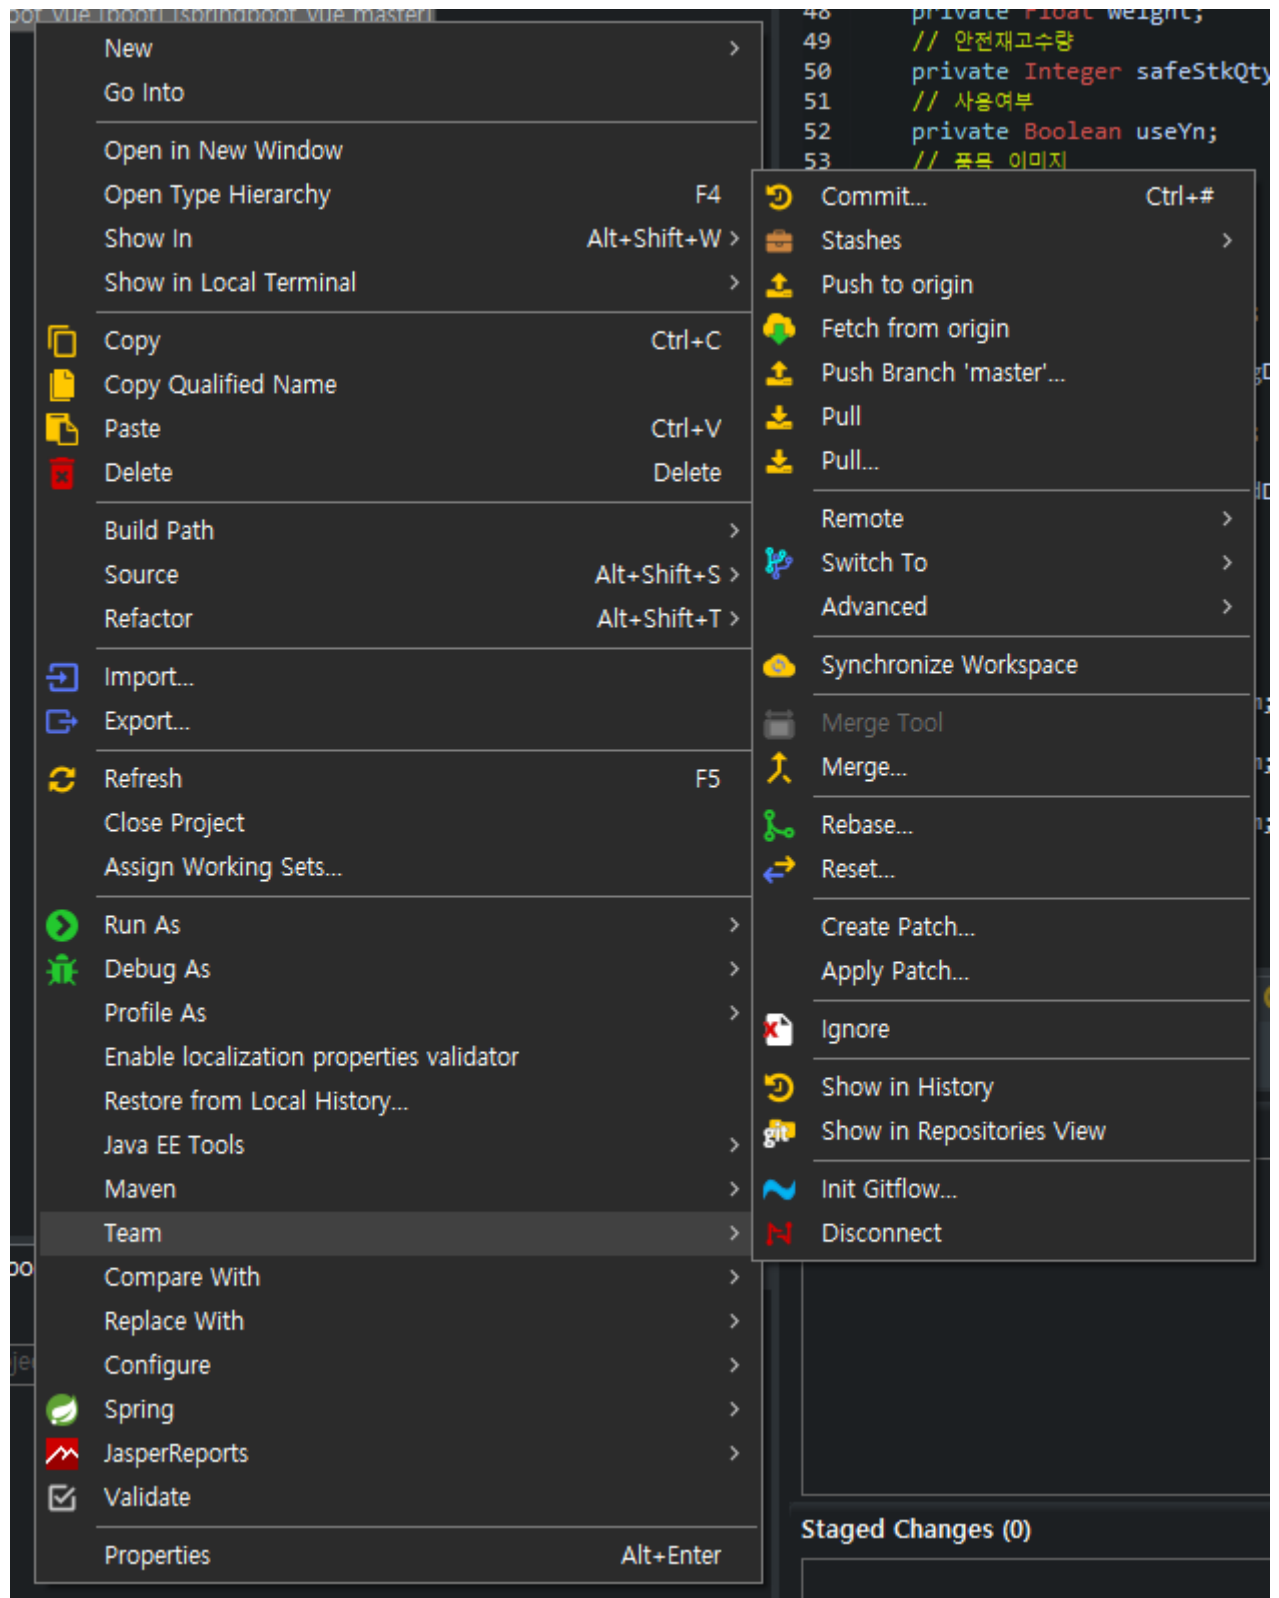 boot_vue [boot] [springboot_vue master]
New
Go Into
Open in New Window
Open Type Hierarchy F4
Show In Alt+Shift+W
Show in Local Terminal
Copy Ctrl+C
Copy Qualified Name
Paste Ctrl+V
Delete Delete
Build Path
Source Alt+Shift+S
Refactor Alt+Shift+T
Import...
Export...
Refresh F5
Close Project
Assign Working Sets...
Run As
Debug As
Profile As
Enable localization properties validator
Restore from Local History...
Java EE Tools
Maven
Team
Compare With
Replace With
Configure
Spring
JasperReports
Validate
Properties Alt+Enter
48 private Float weight;
49 // 안전재고수량
50 private Integer safeStkQty
51 // 사용여부
52 private Boolean useYn;
53 // 품목 이미지
Commit... Ctrl+#
Stashes
Push to origin
Fetch from origin
Push Branch 'master'...
Pull
Pull...
Remote
Switch To
Advanced
Synchronize Workspace
Merge Tool
Merge...
Rebase...
Reset...
Create Patch...
Apply Patch...
Ignore
Show in History
git Show in Repositories View
Init Gitflow...
Disconnect
Staged Changes (0)